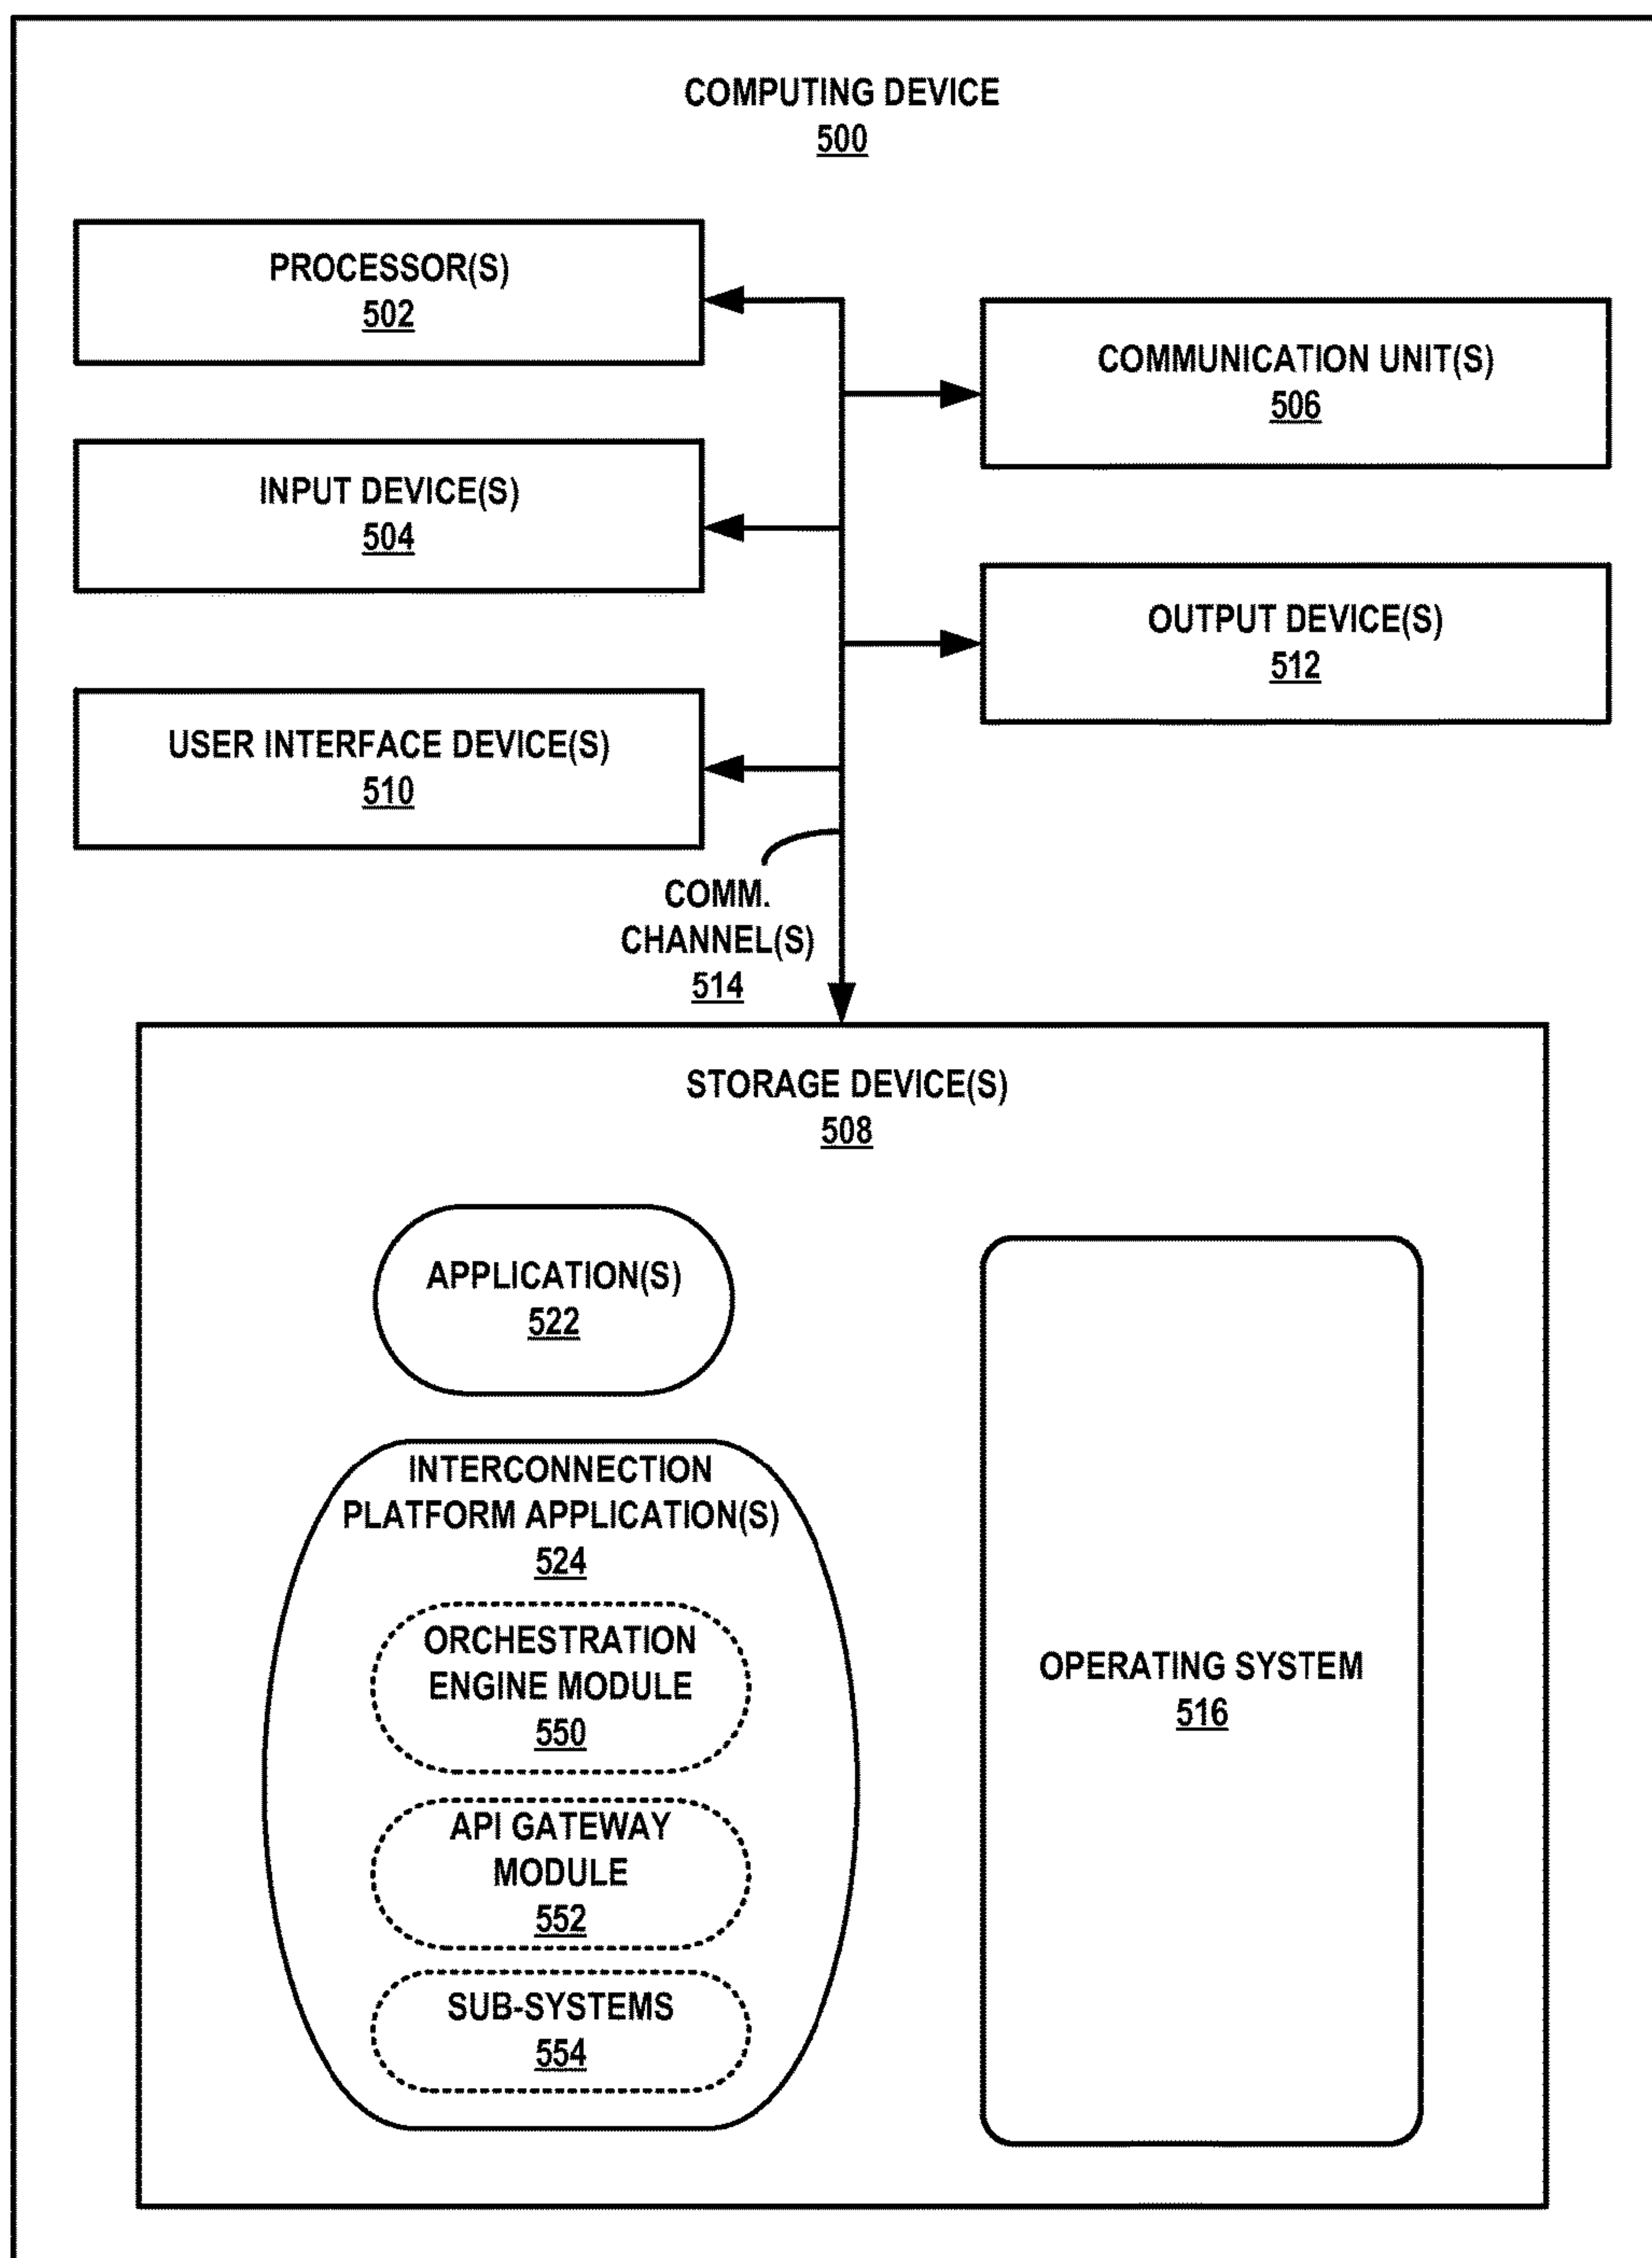 COMPUTING DEVICE
500
PROCESSOR(S)
502
COMMUNICATION UNIT(S)
506
INPUT DEVICE(S)
504
OUTPUT DEVICE(S)
512
USER INTERFACE DEVICE(S)
510
COMM.
CHANNEL(S)
514
STORAGE DEVICE(S)
508
APPLICATION(S)
522
INTERCONNECTION
PLATFORM APPLICATION(S)
524
ORCHESTRATION
ENGINE MODULE
550
API GATEWAY
MODULE
552
SUB-SYSTEMS
554
OPERATING SYSTEM
516